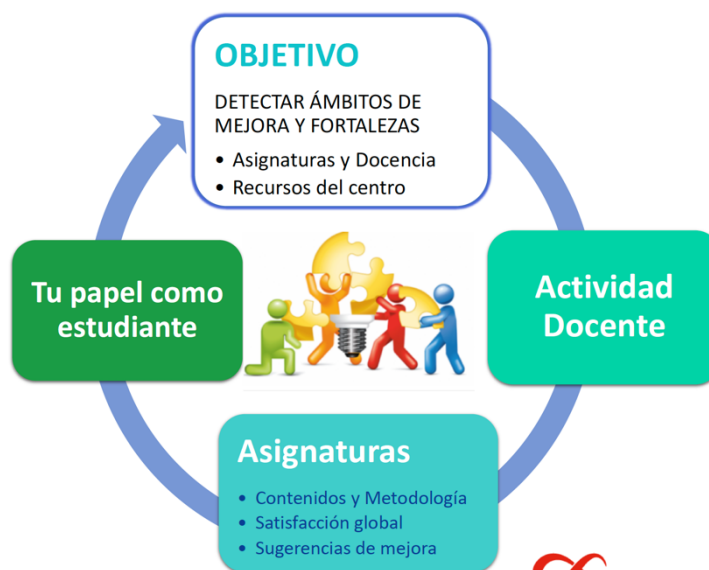 OBJETIVO
DETECTAR ÁMBITOS DE
MEJORA Y FORTALEZAS
• Asignaturas y Docencia
• Recursos del centro
Actividad
Docente
Asignaturas
• Contenidos y Metodología
• Satisfacción global
• Sugerencias de mejora
Tu papel como
estudiante